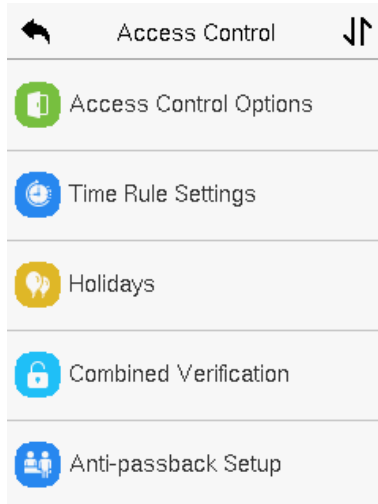 Access Control
Access Control Options
Time Rule Settings
Holidays
Combined Verification
Anti-passback Setup